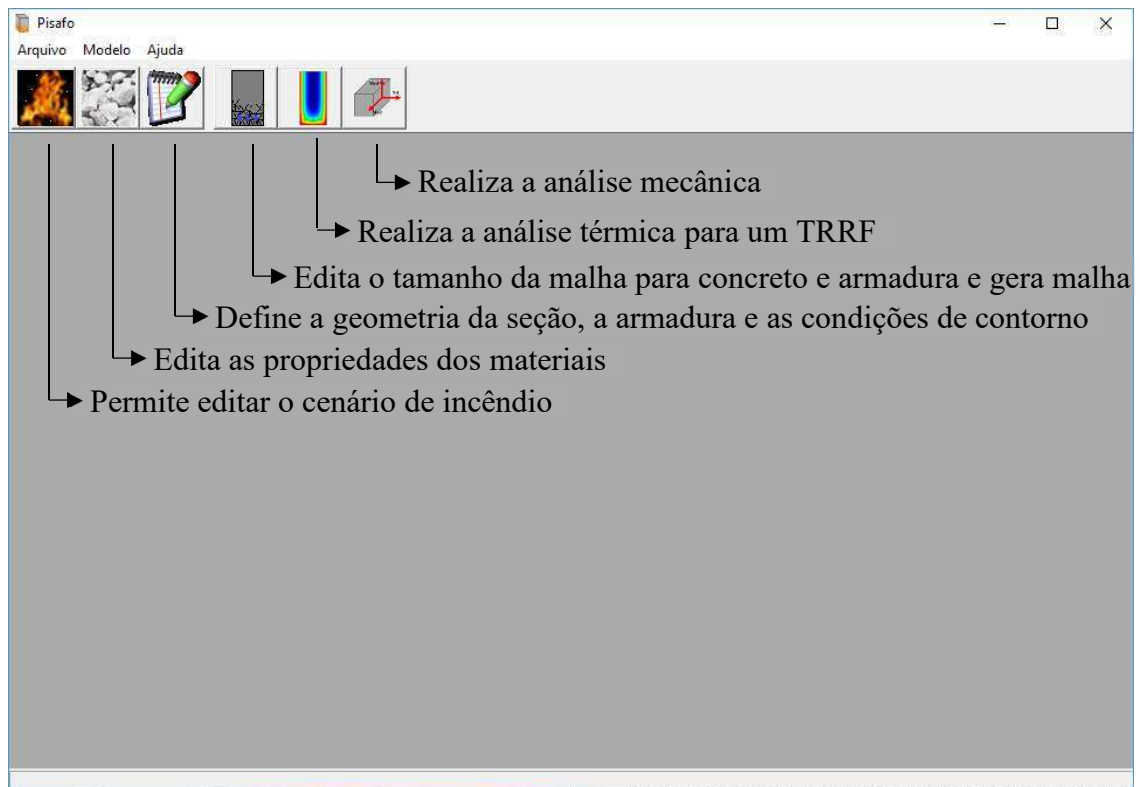 Pisafo
Arquivo Modelo Ajuda
Realiza a análise mecânica
Realiza a análise térmica para um TRRF
Edita o tamanho da malha para concreto e armadura e gera malha
Define a geometria da seção, a armadura e as condições de contorno
Edita as propriedades dos materiais
Permite editar o cenário de incêndio